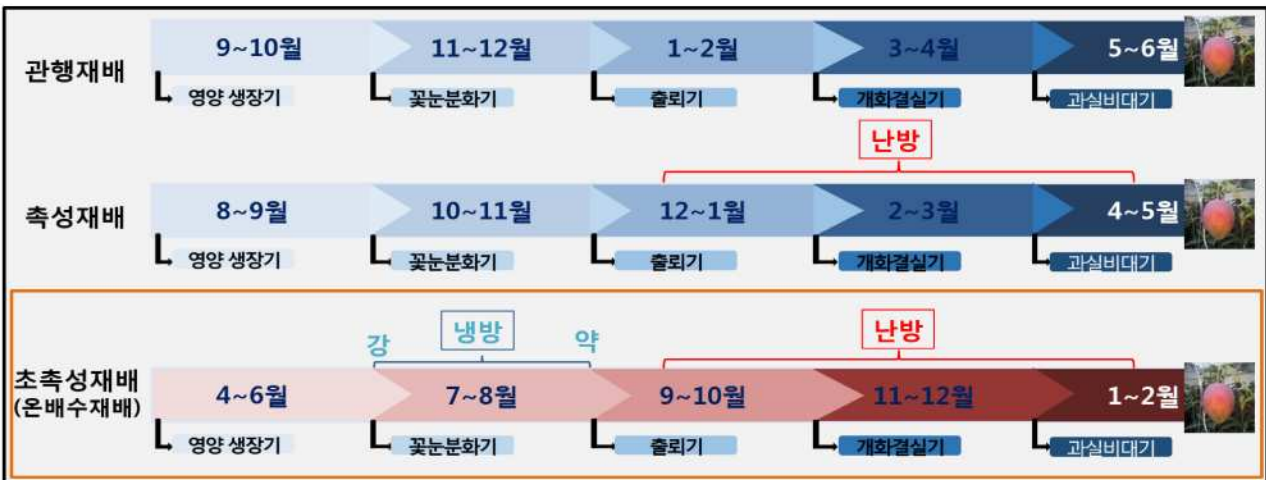 9~10월 11~12월 1~2월 3~4월 5~6월
관행재배
영양 생장기 꽃눈분화기 출뢰기 개화결실기 과실비대기
난방
8~9월 10~11월 12~1월 2~3월 4~5월
촉성재배
영양 생장기 꽃눈분화기 출뢰기 개화결실기 과실비대기
강 냉방 약 난방
초촉성재배
(온배수재배)
4~6월 7~8월 9~10월 11~12월 1~2월
영양 생장기 꽃눈분화기 출뢰기 개화결실기 과실비대기